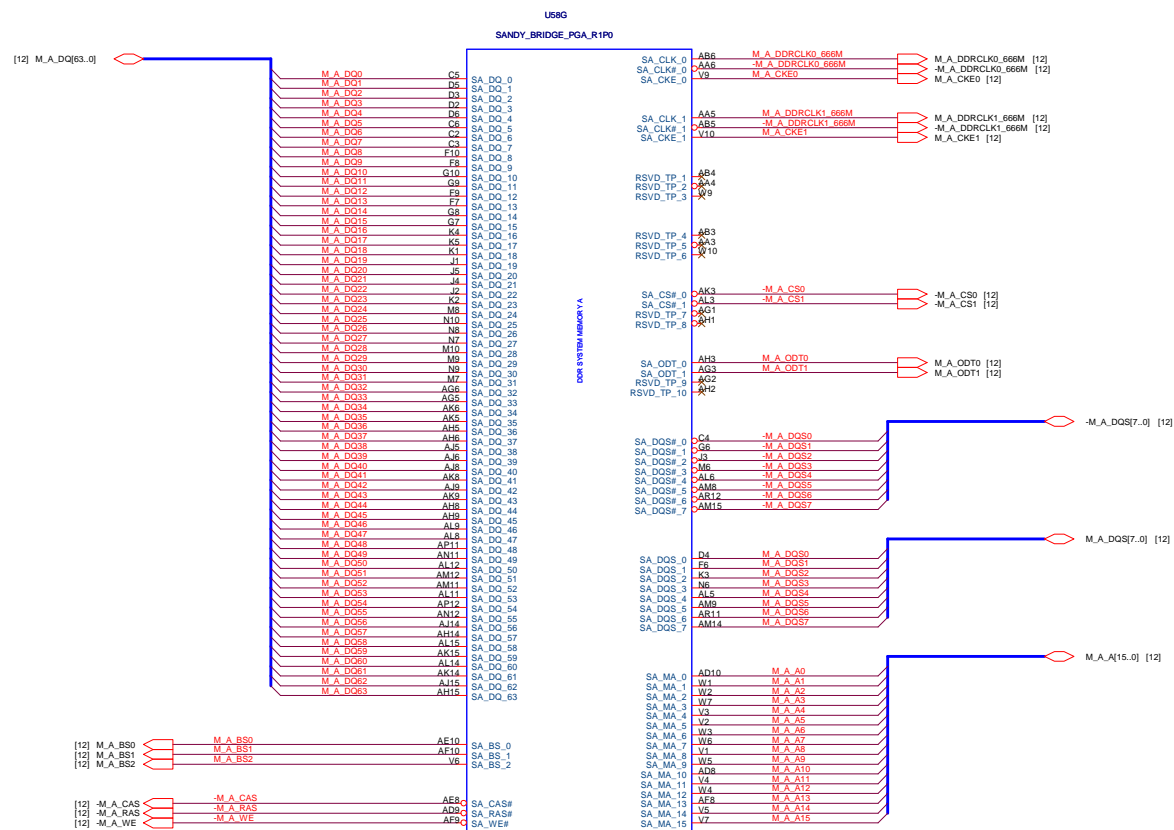 U58G
SANDY_BRIDGE_PGA_R1P0
[12] M_A_DQ[63..0]
M_A_DQ0 C5 SA_DQ_0
M_A_DQ1 D5 SA_DQ_1
M_A_DQ2 D3 SA_DQ_2
M_A_DQ3 D2 SA_DQ_3
M_A_DQ4 D6 SA_DQ_4
M_A_DQ5 C6 SA_DQ_5
M_A_DQ6 C2 SA_DQ_6
M_A_DQ7 C3 SA_DQ_7
M_A_DQ8 F10 SA_DQ_8
M_A_DQ9 F8 SA_DQ_9
M_A_DQ10 G10 SA_DQ_10
M_A_DQ11 G9 SA_DQ_11
M_A_DQ12 F9 SA_DQ_12
M_A_DQ13 F7 SA_DQ_13
M_A_DQ14 G8 SA_DQ_14
M_A_DQ15 G7 SA_DQ_15
M_A_DQ16 K4 SA_DQ_16
M_A_DQ17 K5 SA_DQ_17
M_A_DQ18 K1 SA_DQ_18
M_A_DQ19 J1 SA_DQ_19
M_A_DQ20 J5 SA_DQ_20
M_A_DQ21 J4 SA_DQ_21
M_A_DQ22 J2 SA_DQ_22
M_A_DQ23 K2 SA_DQ_23
M_A_DQ24 M8 SA_DQ_24
M_A_DQ25 N10 SA_DQ_25
M_A_DQ26 N8 SA_DQ_26
M_A_DQ27 N7 SA_DQ_27
M_A_DQ28 M10 SA_DQ_28
M_A_DQ29 M9 SA_DQ_29
M_A_DQ30 N9 SA_DQ_30
M_A_DQ31 M7 SA_DQ_31
M_A_DQ32 AG6 SA_DQ_32
M_A_DQ33 AG5 SA_DQ_33
M_A_DQ34 AK6 SA_DQ_34
M_A_DQ35 AK5 SA_DQ_35
M_A_DQ36 AH5 SA_DQ_36
M_A_DQ37 AH6 SA_DQ_37
M_A_DQ38 AJ5 SA_DQ_38
M_A_DQ39 AJ6 SA_DQ_39
M_A_DQ40 AJ8 SA_DQ_40
M_A_DQ41 AK8 SA_DQ_41
M_A_DQ42 AJ9 SA_DQ_42
M_A_DQ43 AK9 SA_DQ_43
M_A_DQ44 AH8 SA_DQ_44
M_A_DQ45 AH9 SA_DQ_45
M_A_DQ46 AL9 SA_DQ_46
M_A_DQ47 AL8 SA_DQ_47
M_A_DQ48 AP11 SA_DQ_48
M_A_DQ49 AN11 SA_DQ_49
M_A_DQ50 AL12 SA_DQ_50
M_A_DQ51 AM12 SA_DQ_51
M_A_DQ52 AM11 SA_DQ_52
M_A_DQ53 AL11 SA_DQ_53
M_A_DQ54 AP12 SA_DQ_54
M_A_DQ55 AN12 SA_DQ_55
M_A_DQ56 AJ14 SA_DQ_56
M_A_DQ57 AH14 SA_DQ_57
M_A_DQ58 AL15 SA_DQ_58
M_A_DQ59 AK15 SA_DQ_59
M_A_DQ60 AL14 SA_DQ_60
M_A_DQ61 AK14 SA_DQ_61
M_A_DQ62 AJ15 SA_DQ_62
M_A_DQ63 AH15 SA_DQ_63
[12] M_A_BS0 M_A_BS0 AE10 SA_BS_0
[12] M_A_BS1 M_A_BS1 AF10 SA_BS_1
[12] M_A_BS2 M_A_BS2 V6 SA_BS_2
[12] -M_A_CAS -M_A_CAS AE8 SA_CAS#
[12] -M_A_RAS -M_A_RAS AD9 SA_RAS#
[12] -M_A_WE -M_A_WE AF9 SA_WE#
DDR SYSTEM MEMORY A
SA_CLK_0 AB6 M_A_DDRCLK0_666M M_A_DDRCLK0_666M [12]
SA_CLK#_0 AA6 -M_A_DDRCLK0_666M -M_A_DDRCLK0_666M [12]
SA_CKE_0 V9 M_A_CKE0 M_A_CKE0 [12]
SA_CLK_1 AA5 M_A_DDRCLK1_666M M_A_DDRCLK1_666M [12]
SA_CLK#_1 AB5 -M_A_DDRCLK1_666M -M_A_DDRCLK1_666M [12]
SA_CKE_1 V10 M_A_CKE1 M_A_CKE1 [12]
RSVD_TP_1 AB4
RSVD_TP_2 AA4
RSVD_TP_3 W9
RSVD_TP_4 AB3
RSVD_TP_5 AA3
RSVD_TP_6 W10
SA_CS#_0 AK3 -M_A_CS0 -M_A_CS0 [12]
SA_CS#_1 AL3 -M_A_CS1 -M_A_CS1 [12]
RSVD_TP_7 AG1
RSVD_TP_8 AH1
SA_ODT_0 AH3 M_A_ODT0 M_A_ODT0 [12]
SA_ODT_1 AG3 M_A_ODT1 M_A_ODT1 [12]
RSVD_TP_9 AG2
RSVD_TP_10 AH2
-M_A_DQS[7..0] [12]
SA_DQS#_0 C4 -M_A_DQS0
SA_DQS#_1 G6 -M_A_DQS1
SA_DQS#_2 J3 -M_A_DQS2
SA_DQS#_3 M6 -M_A_DQS3
SA_DQS#_4 AL6 -M_A_DQS4
SA_DQS#_5 AM8 -M_A_DQS5
SA_DQS#_6 AR12 -M_A_DQS6
SA_DQS#_7 AM15 -M_A_DQS7
M_A_DQS[7..0] [12]
SA_DQS_0 D4 M_A_DQS0
SA_DQS_1 F6 M_A_DQS1
SA_DQS_2 K3 M_A_DQS2
SA_DQS_3 N6 M_A_DQS3
SA_DQS_4 AL5 M_A_DQS4
SA_DQS_5 AM9 M_A_DQS5
SA_DQS_6 AR11 M_A_DQS6
SA_DQS_7 AM14 M_A_DQS7
M_A_A[15..0] [12]
SA_MA_0 AD10 M_A_A0
SA_MA_1 W1 M_A_A1
SA_MA_2 W2 M_A_A2
SA_MA_3 W7 M_A_A3
SA_MA_4 V3 M_A_A4
SA_MA_5 V2 M_A_A5
SA_MA_6 W3 M_A_A6
SA_MA_7 W6 M_A_A7
SA_MA_8 V1 M_A_A8
SA_MA_9 W5 M_A_A9
SA_MA_10 AD8 M_A_A10
SA_MA_11 V4 M_A_A11
SA_MA_12 W4 M_A_A12
SA_MA_13 AF8 M_A_A13
SA_MA_14 V5 M_A_A14
SA_MA_15 V7 M_A_A15